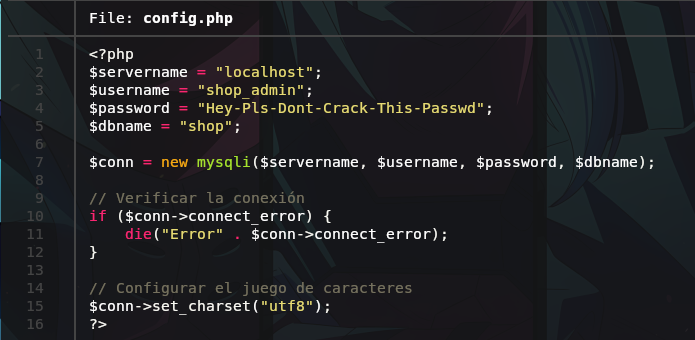 File: config.php
1 <?php
2 $servername = "localhost";
3 $username = "shop_admin";
4 $password = "Hey-Pls-Dont-Crack-This-Passwd";
5 $dbname = "shop";
6
7 $conn = new mysqli($servername, $username, $password, $dbname);
8
9 // Verificar la conexión
10 if ($conn->connect_error) {
11     die("Error" . $conn->connect_error);
12 }
13
14 // Configurar el juego de caracteres
15 $conn->set_charset("utf8");
16 ?>